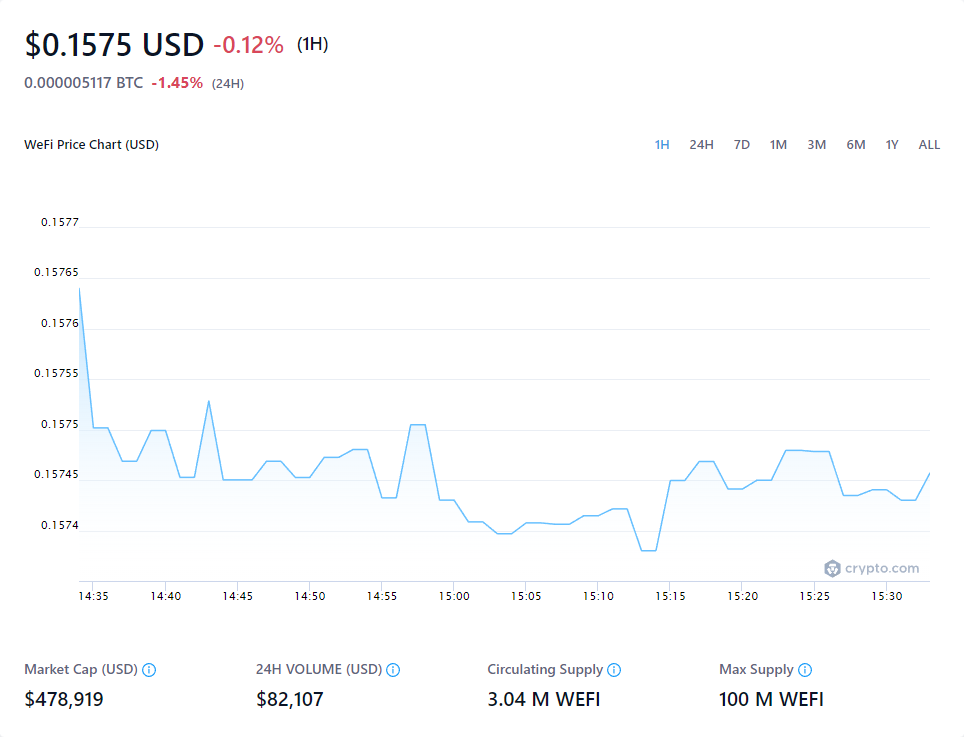 $0.1575 USD -0.12% (1H)
0.000005117 BTC -1.45% (24H)
WeFi Price Chart (USD) 1H 24H 7D 1M 3M 6M 1Y ALL
0.1577
0.15765
0.1576
0.15755
0.1575
0.15745
0.1574
crypto.com
14:35 14:40 14:45 14:50 14:55 15:00 15:05 15:10 15:15 15:20 15:25 15:30
Market Cap (USD) 24H VOLUME (USD) Circulating Supply Max Supply
$478,919 $82,107 3.04 M WEFI 100 M WEFI